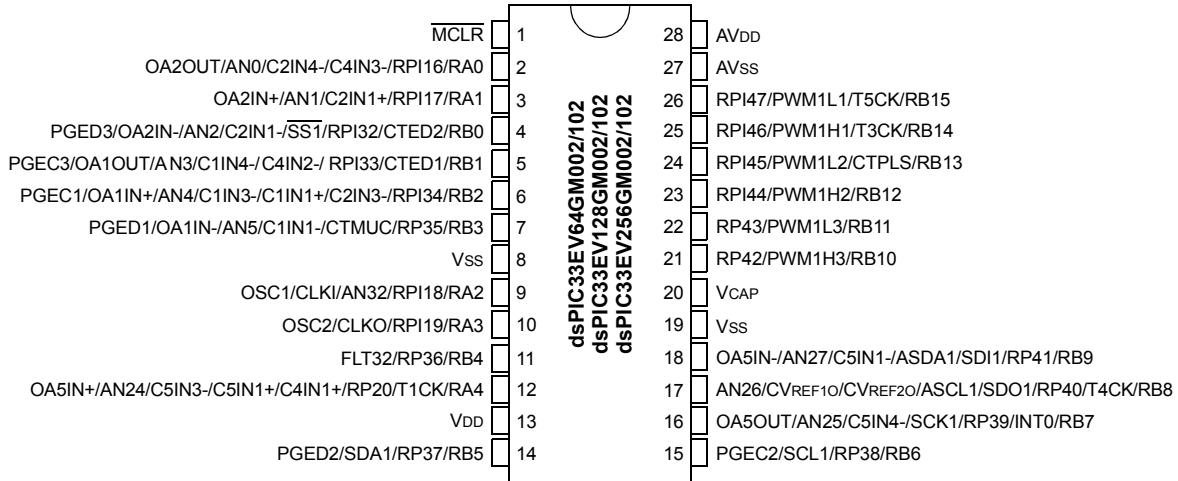 MCLR 1
OA2OUT/AN0/C2IN4-/C4IN3-/RPI16/RA0 2
OA2IN+/AN1/C2IN1+/RPI17/RA1 3
PGED3/OA2IN-/AN2/C2IN1-/SS1/RPI32/CTED2/RB0 4
PGEC3/OA1OUT/AN3/C1IN4-/C4IN2-/ RPI33/CTED1/RB1 5
PGEC1/OA1IN+/AN4/C1IN3-/C1IN1+/C2IN3-/RPI34/RB2 6
PGED1/OA1IN-/AN5/C1IN1-/CTMUC/RP35/RB3 7
VSS 8
OSC1/CLKI/AN32/RPI18/RA2 9
OSC2/CLKO/RPI19/RA3 10
FLT32/RP36/RB4 11
OA5IN+/AN24/C5IN3-/C5IN1+/C4IN1+/RP20/T1CK/RA4 12
VDD 13
PGED2/SDA1/RP37/RB5 14
dsPIC33EV64GM002/102
dsPIC33EV128GM002/102
dsPIC33EV256GM002/102
28 AVDD
27 AVSS
26 RPI47/PWM1L1/T5CK/RB15
25 RPI46/PWM1H1/T3CK/RB14
24 RPI45/PWM1L2/CTPLS/RB13
23 RPI44/PWM1H2/RB12
22 RP43/PWM1L3/RB11
21 RP42/PWM1H3/RB10
20 VCAP
19 VSS
18 OA5IN-/AN27/C5IN1-/ASDA1/SDI1/RP41/RB9
17 AN26/CVREF1O/CVREF2O/ASCL1/SDO1/RP40/T4CK/RB8
16 OA5OUT/AN25/C5IN4-/SCK1/RP39/INT0/RB7
15 PGEC2/SCL1/RP38/RB6